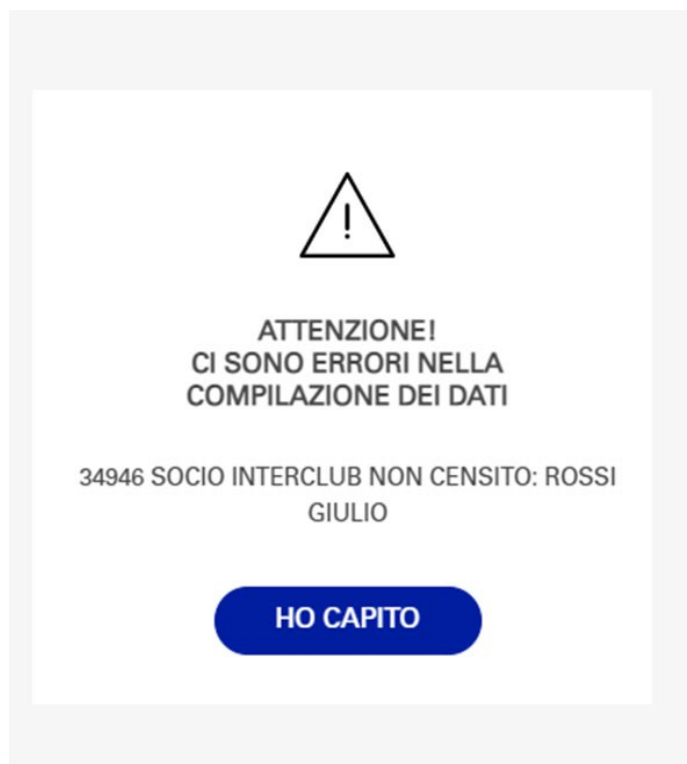 ATTENZIONE!
CI SONO ERRORI NELLA
COMPILAZIONE DEI DATI
34946 SOCIO INTERCLUB NON CENSITO: ROSSI
GIULIO
HO CAPITO